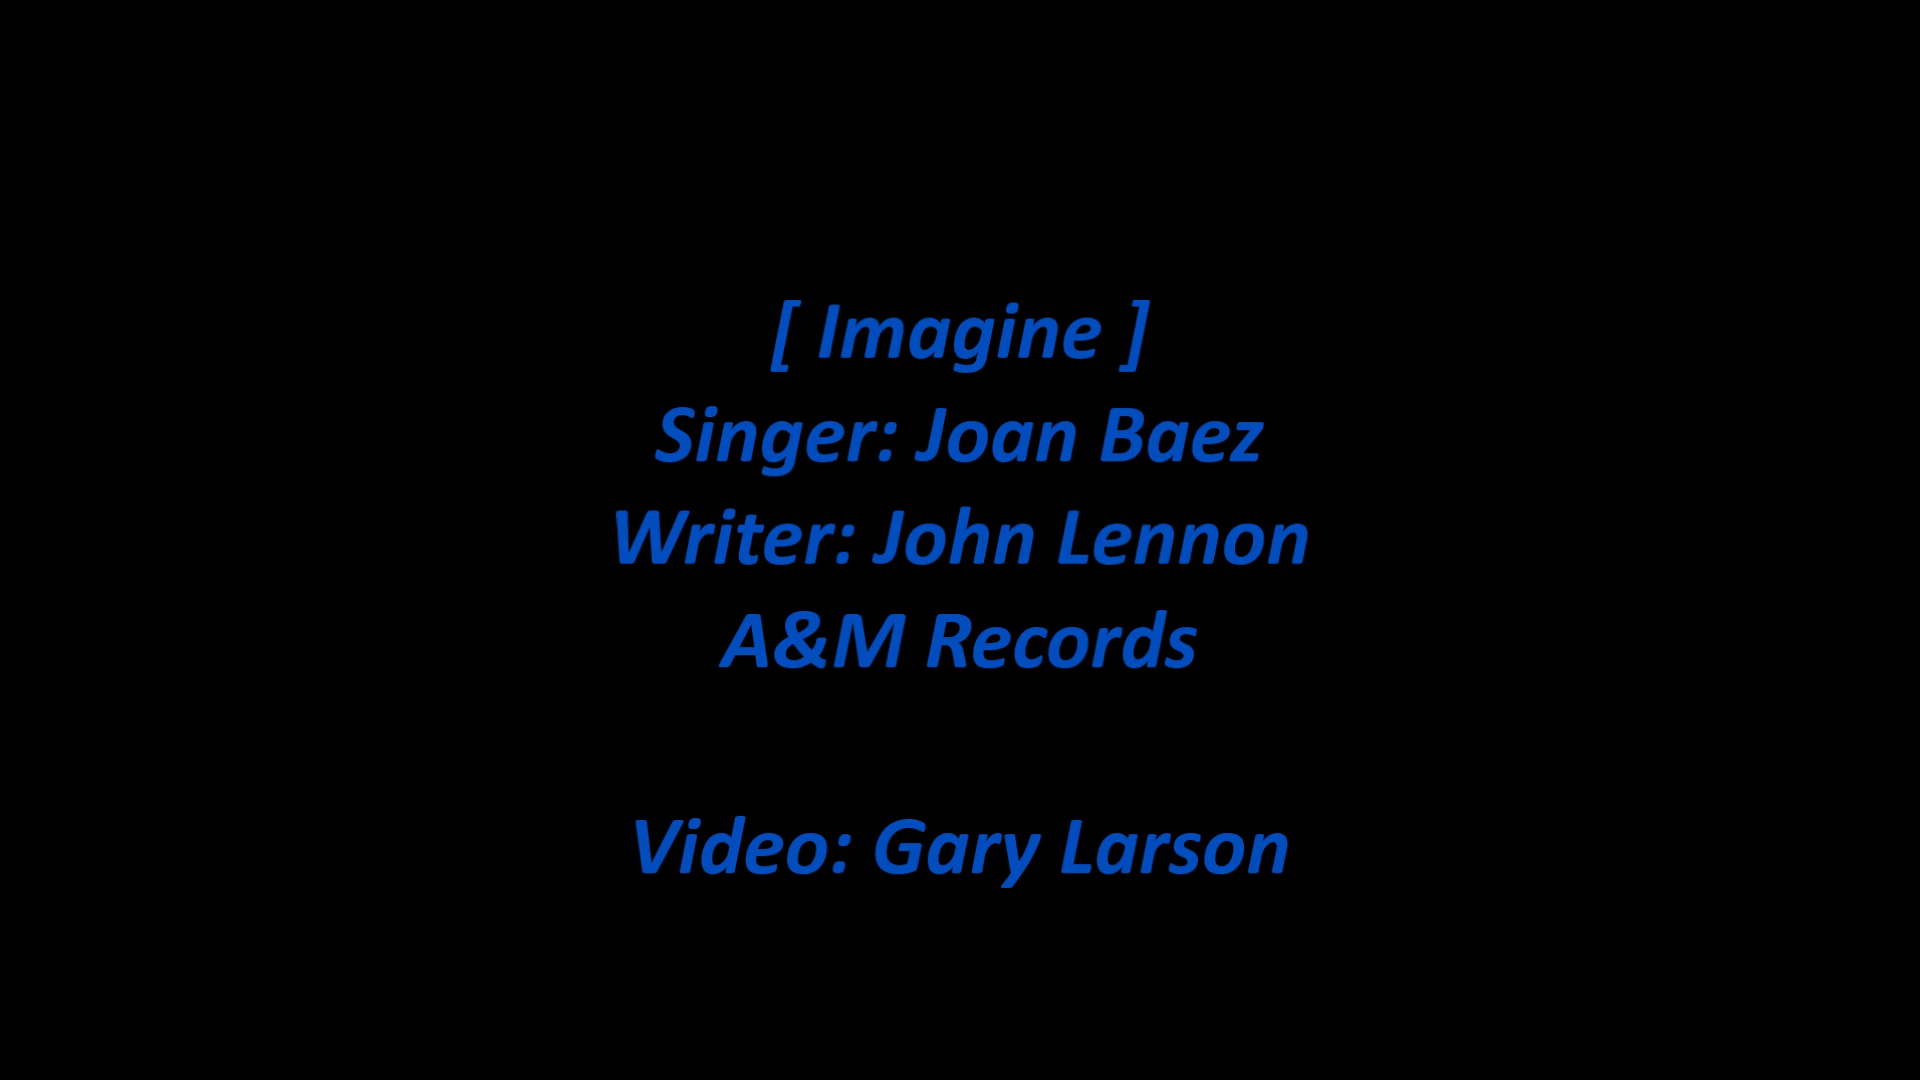 [ Imagine ]
Singer: Joan Baez
Writer: John Lennon
A&M Records
Video: Gary Larson